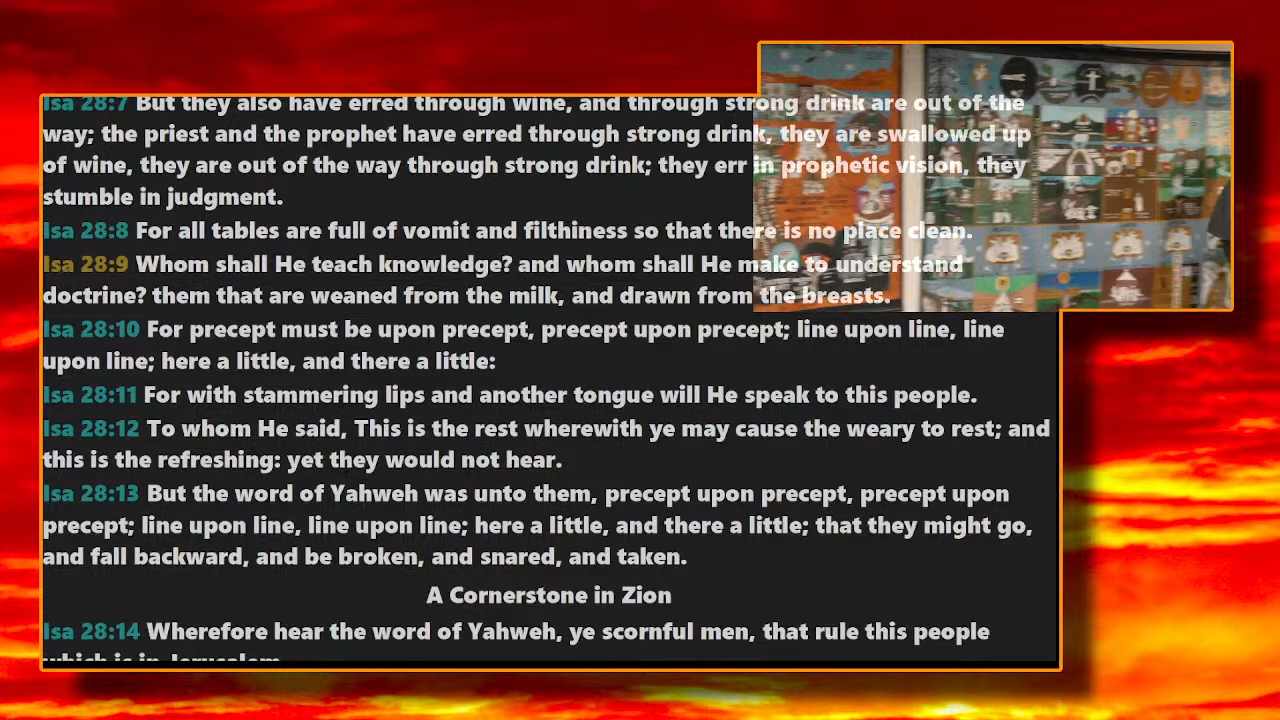 Isa 28:7 But they also have erred through wine, and through strong drink are out of the
way; the priest and the prophet have erred through strong drink, they are swallowed up
of wine, they are out of the way through strong drink; they err in prophetic vision, they
stumble in judgment.
Isa 28:8 For all tables are full of vomit and filthiness so that there is no place clean.
Isa 28:9 Whom shall He teach knowledge? and whom shall He make to understand
doctrine? them that are weaned from the milk, and drawn from the breasts.
Isa 28:10 For precept must be upon precept, precept upon precept; line upon line, line
upon line; here a little, and there a little:
Isa 28:11 For with stammering lips and another tongue will He speak to this people.
Isa 28:12 To whom He said, This is the rest wherewith ye may cause the weary to rest; and
this is the refreshing: yet they would not hear.
Isa 28:13 But the word of Yahweh was unto them, precept upon precept, precept upon
precept; line upon line, line upon line; here a little, and there a little; that they might go,
and fall backward, and be broken, and snared, and taken.
A Cornerstone in Zion
Isa 28:14 Wherefore hear the word of Yahweh, ye scornful men, that rule this people
which is in Jerusalem